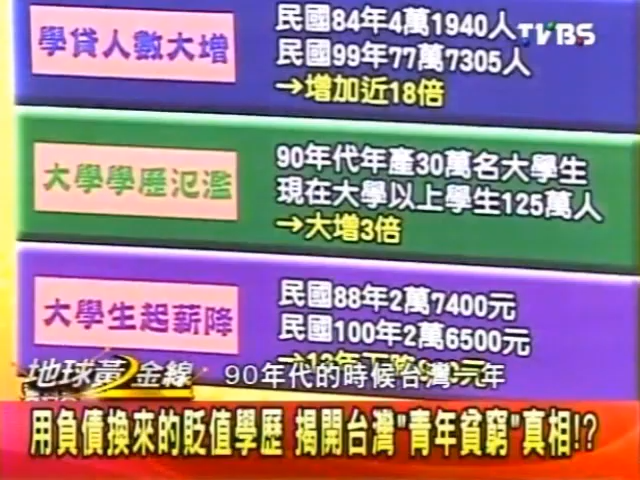 學貸人數大增
民國84年4萬1940人
民國99年77萬7305人
→增加近18倍
TVBS
大學學歷氾濫
90年代年產30萬名大學生
現在大學以上學生125萬人
→大增3倍
大學生起薪降
民國88年2萬7400元
民國100年2萬6500元
地球黃金線
90年代的時候台灣一年
用負債換來的貶值學歷 揭開台灣"青年貧窮"真相!?